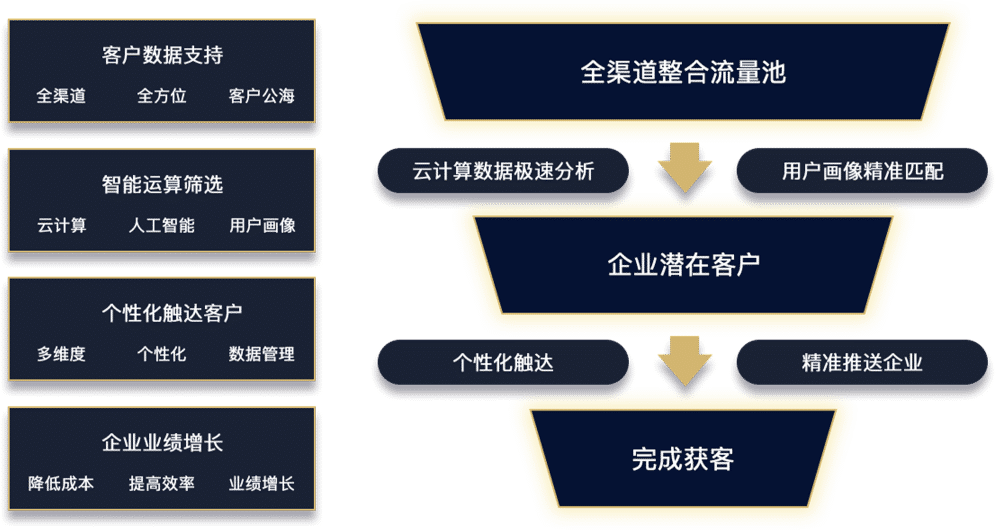 客户数据支持
全渠道 全方位 客户公海
智能运算筛选
云计算 人工智能 用户画像
个性化触达客户
多维度 个性化 数据管理
企业业绩增长
降低成本 提高效率 业绩增长
全渠道整合流量池
云计算数据极速分析 用户画像精准匹配
企业潜在客户
个性化触达 精准推送企业
完成获客